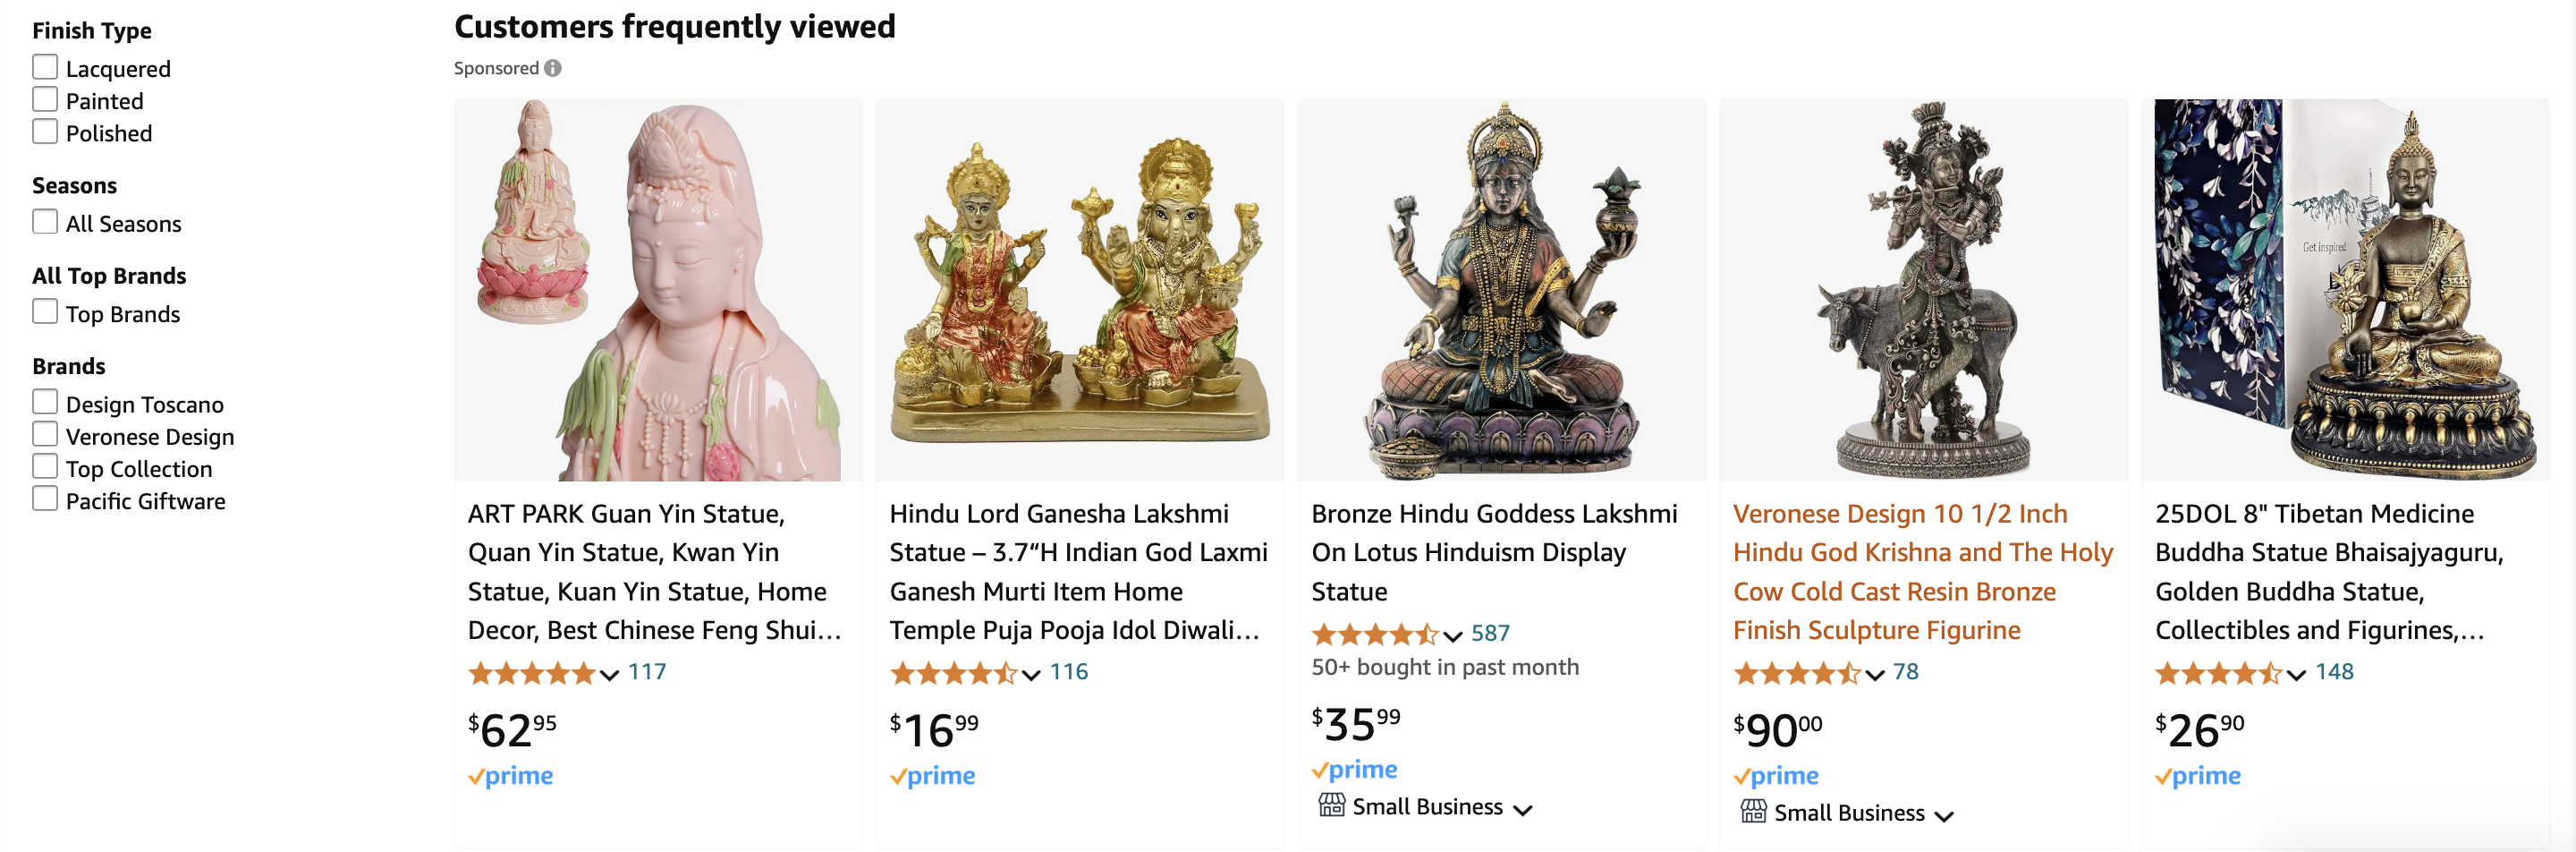 Finish Type
Lacquered
Painted
Polished
Seasons
All Seasons
All Top Brands
Top Brands
Brands
Design Toscano
Veronese Design
Top Collection
Pacific Giftware
Customers frequently viewed
Sponsored
ART PARK Guan Yin Statue,
Quan Yin Statue, Kwan Yin
Statue, Kuan Yin Statue, Home
Decor, Best Chinese Feng Shui…
117
$62 95
prime
Hindu Lord Ganesha Lakshmi
Statue – 3.7“H Indian God Laxmi
Ganesh Murti Item Home
Temple Puja Pooja Idol Diwali…
116
$16 99
prime
Bronze Hindu Goddess Lakshmi
On Lotus Hinduism Display
Statue
587
50+ bought in past month
$35 99
prime
Small Business
Veronese Design 10 1/2 Inch
Hindu God Krishna and The Holy
Cow Cold Cast Resin Bronze
Finish Sculpture Figurine
78
$90 00
prime
Small Business
Get inspired
25DOL 8" Tibetan Medicine
Buddha Statue Bhaisajyaguru,
Golden Buddha Statue,
Collectibles and Figurines,…
148
$26 90
prime